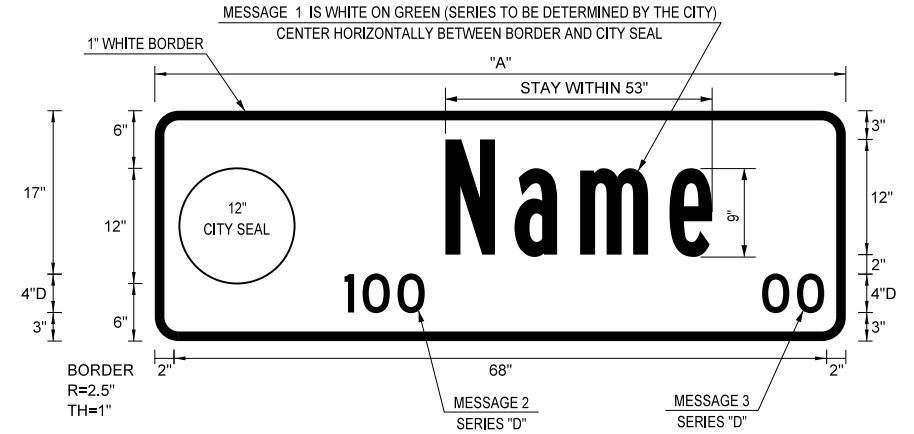 MESSAGE 1 IS WHITE ON GREEN (SERIES TO BE DETERMINED BY THE CITY)
CENTER HORIZONTALLY BETWEEN BORDER AND CITY SEAL
1" WHITE BORDER
"A"
STAY WITHIN 53"
6"
3"
17"
Name
12"
CITY SEAL
12"
9"
12"
2"
4"D
100
00
4"D
3"
6"
3"
2"
68"
2"
BORDER
R=2.5"
TH=1"
MESSAGE 2
SERIES "D"
MESSAGE 3
SERIES "D"